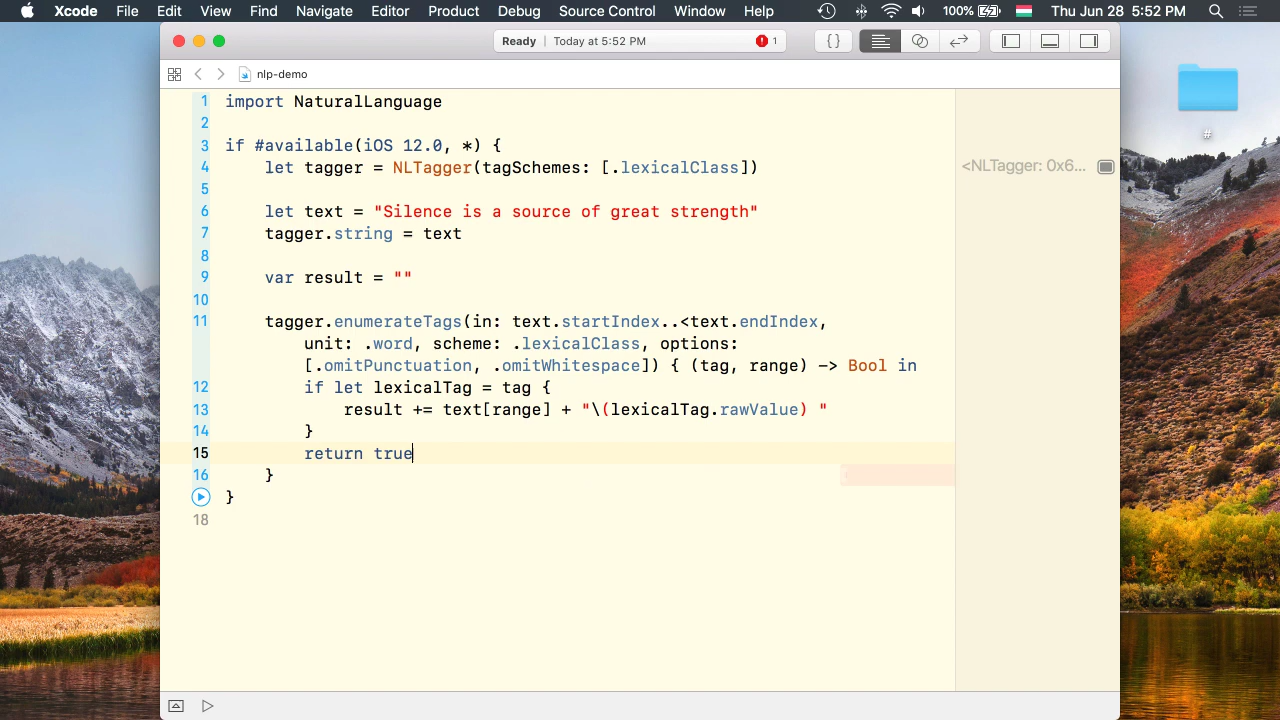 Xcode File Edit View Find Navigate Editor Product Debug Source Control Window Help 100% Thu Jun 28 5:52 PM
Ready | Today at 5:52 PM 1
{}
nlp-demo
#
1 import NaturalLanguage
2
3 if #available(iOS 12.0, *) {
4 let tagger = NLTagger(tagSchemes: [.lexicalClass])
<NLTagger: 0x6...
5
6 let text = "Silence is a source of great strength"
7 tagger.string = text
8
9 var result = ""
10
11 tagger.enumerateTags(in: text.startIndex..<text.endIndex,
unit: .word, scheme: .lexicalClass, options:
[.omitPunctuation, .omitWhitespace]) { (tag, range) -> Bool in
12 if let lexicalTag = tag {
13 result += text[range] + "\(lexicalTag.rawValue) "
14 }
15 return true
16 }
}
18